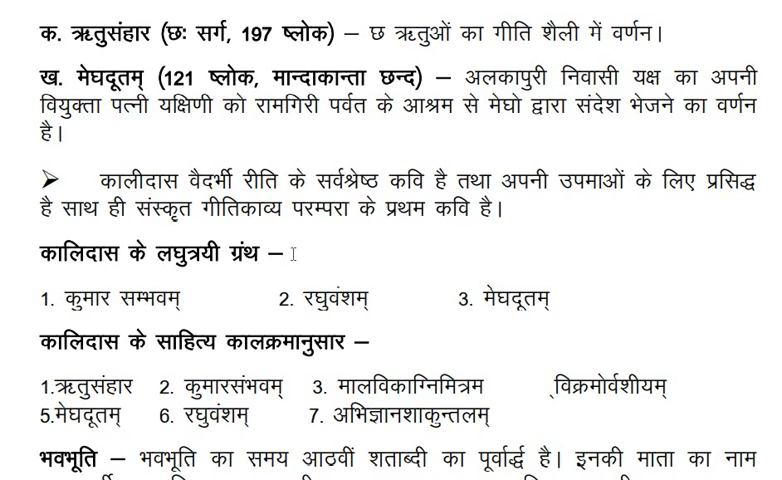 क. ऋतुसंहार (छः सर्ग, 197 ष्लोक) – छ ऋतुओं का गीति शैली में वर्णन।
ख. मेघदूतम् (121 ष्लोक, मान्दाकान्ता छन्द) – अलकापुरी निवासी यक्ष का अपनी
वियुक्ता पत्नी यक्षिणी को रामगिरी पर्वत के आश्रम से मेघो द्वारा संदेश भेजने का वर्णन
है।
➢ कालीदास वैदर्भी रीति के सर्वश्रेष्ठ कवि है तथा अपनी उपमाओं के लिए प्रसिद्ध
है साथ ही संस्कृत गीतिकाव्य परम्परा के प्रथम कवि है।
कालिदास के लघुत्रयी ग्रंथ –
1. कुमार सम्भवम् 2. रघुवंशम् 3. मेघदूतम्
कालिदास के साहित्य कालक्रमानुसार –
1.ऋतुसंहार 2. कुमारसंभवम् 3. मालविकाग्निमित्रम विक्रमोर्वशीयम्
5.मेघदूतम् 6. रघुवंशम् 7. अभिज्ञानशाकुन्तलम्
भवभूति – भवभूति का समय आठवीं शताब्दी का पूर्वार्द्ध है। इनकी माता का नाम